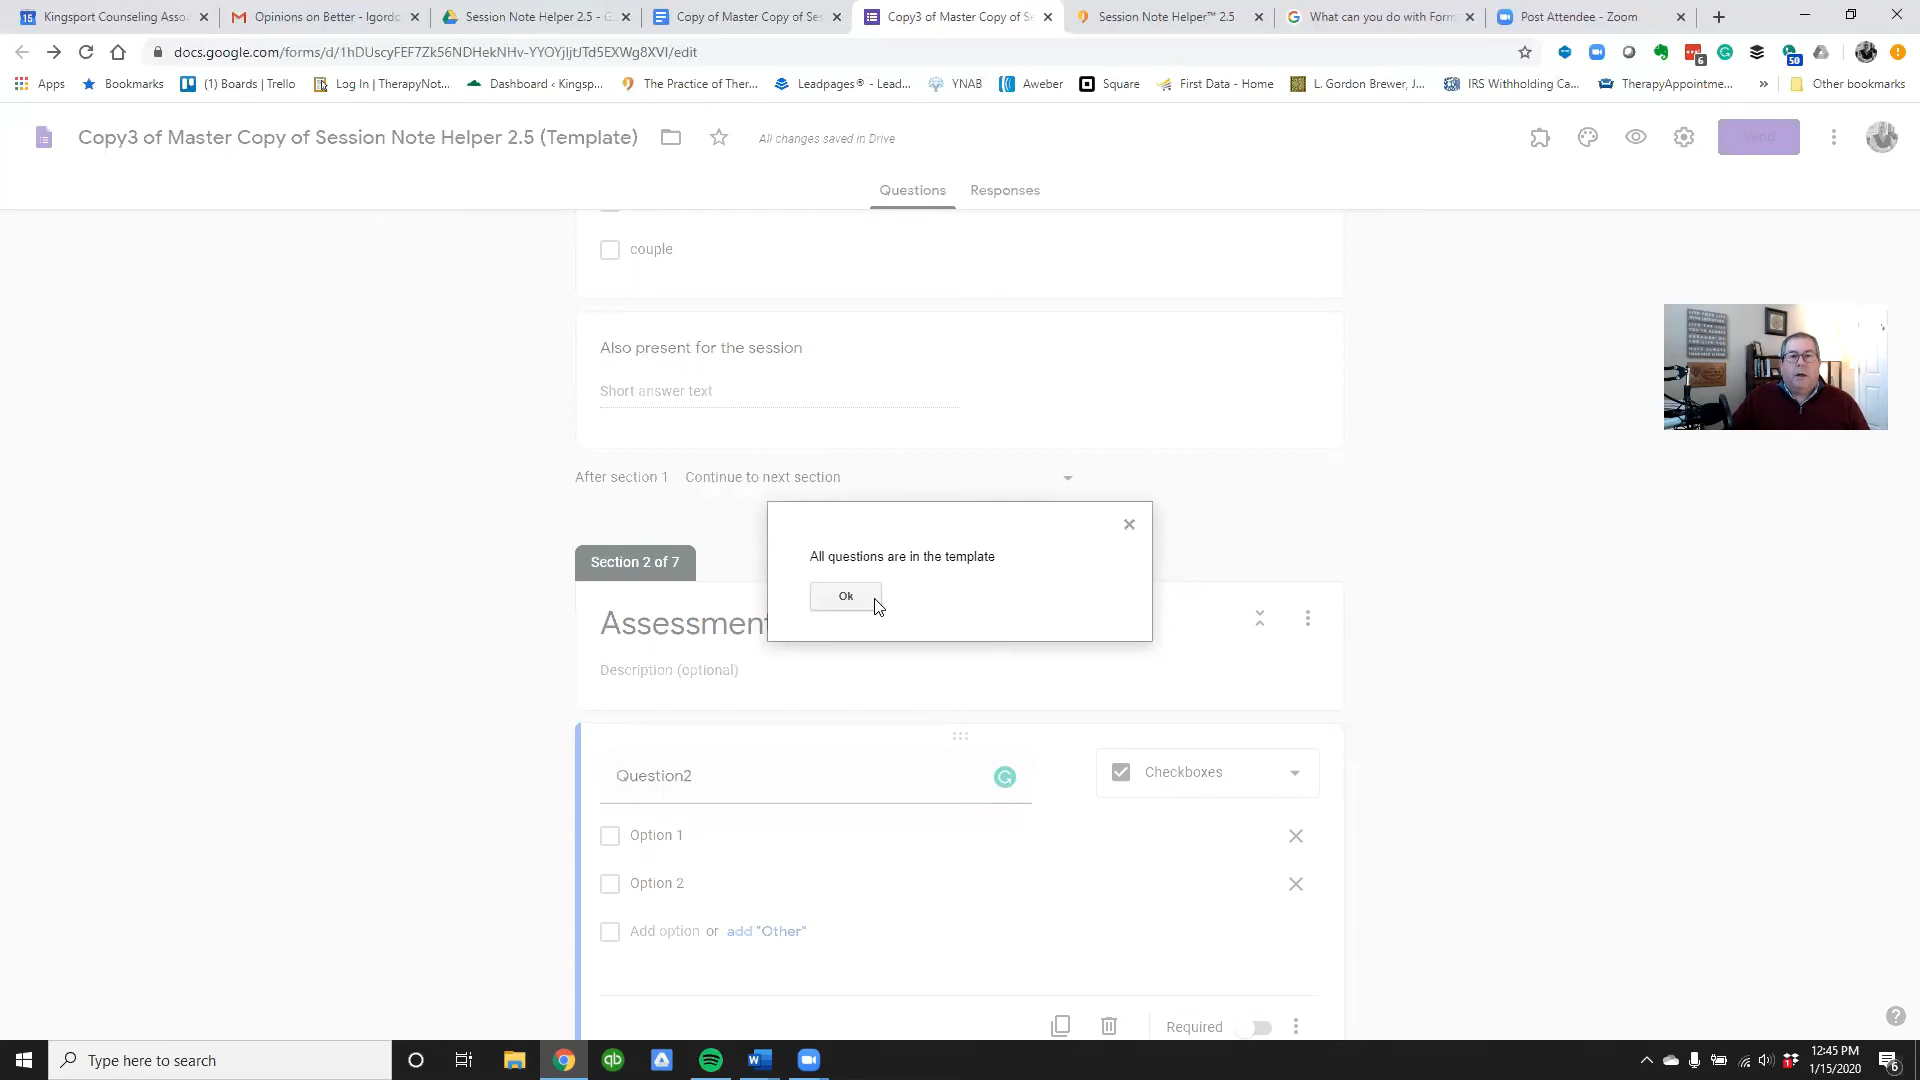 Kingsport Counseling Asso
Opinions on Better - lgordo
Session Note Helper 2.5 - G
Copy of Master Copy of Ses
Copy3 of Master Copy of Se
Session Note Helper™ 2.5
What can you do with Form
Post Attendee - Zoom
docs.google.com/forms/d/1hDUscyFEF7Zk56NDHekNHv-YYOYjIjtJTd5EXWg8XVI/edit
6
50
Apps
Bookmarks
(1) Boards | Trello
Log In | TherapyNot...
Dashboard ‹ Kingsp...
The Practice of Ther...
Leadpages® - Lead...
YNAB
Aweber
Square
First Data - Home
L. Gordon Brewer, J...
IRS Withholding Ca...
TherapyAppointme...
»
Other bookmarks
Copy3 of Master Copy of Session Note Helper 2.5 (Template)
All changes saved in Drive
Send
Questions
Responses
couple
Also present for the session
Short answer text
After section 1
Continue to next section
All questions are in the template
Ok
Section 2 of 7
Assessment
Description (optional)
Question2
Checkboxes
Option 1
Option 2
Add option or add "Other"
Required
Type here to search
12:45 PM
1/15/2020
6